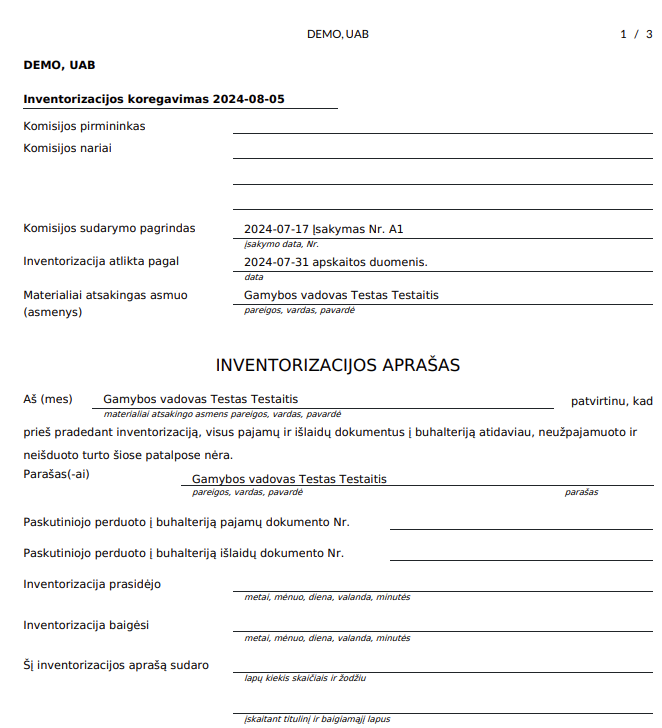 DEMO, UAB 1 / 3
DEMO, UAB
Inventorizacijos koregavimas 2024-08-05
Komisijos pirmininkas
Komisijos nariai
Komisijos sudarymo pagrindas 2024-07-17 Įsakymas Nr. A1
įsakymo data, Nr.
Inventorizacija atlikta pagal 2024-07-31 apskaitos duomenis.
data
Materialiai atsakingas asmuo Gamybos vadovas Testas Testaitis
(asmenys) pareigos, vardas, pavardė
INVENTORIZACIJOS APRAŠAS
Aš (mes) Gamybos vadovas Testas Testaitis patvirtinu, kad
materialiai atsakingo asmens pareigos, vardas, pavardė
prieš pradedant inventorizaciją, visus pajamų ir išlaidų dokumentus į buhalteriją atidaviau, neužpajamuoto ir
neišduoto turto šiose patalpose nėra.
Parašas(-ai) Gamybos vadovas Testas Testaitis
pareigos, vardas, pavardė parašas
Paskutiniojo perduoto į buhalteriją pajamų dokumento Nr.
Paskutiniojo perduoto į buhalteriją išlaidų dokumento Nr.
Inventorizacija prasidėjo
metai, mėnuo, diena, valanda, minutės
Inventorizacija baigėsi
metai, mėnuo, diena, valanda, minutės
Šį inventorizacijos aprašą sudaro
lapų kiekis skaičiais ir žodžiu
įskaitant titulinį ir baigiamąjį lapus